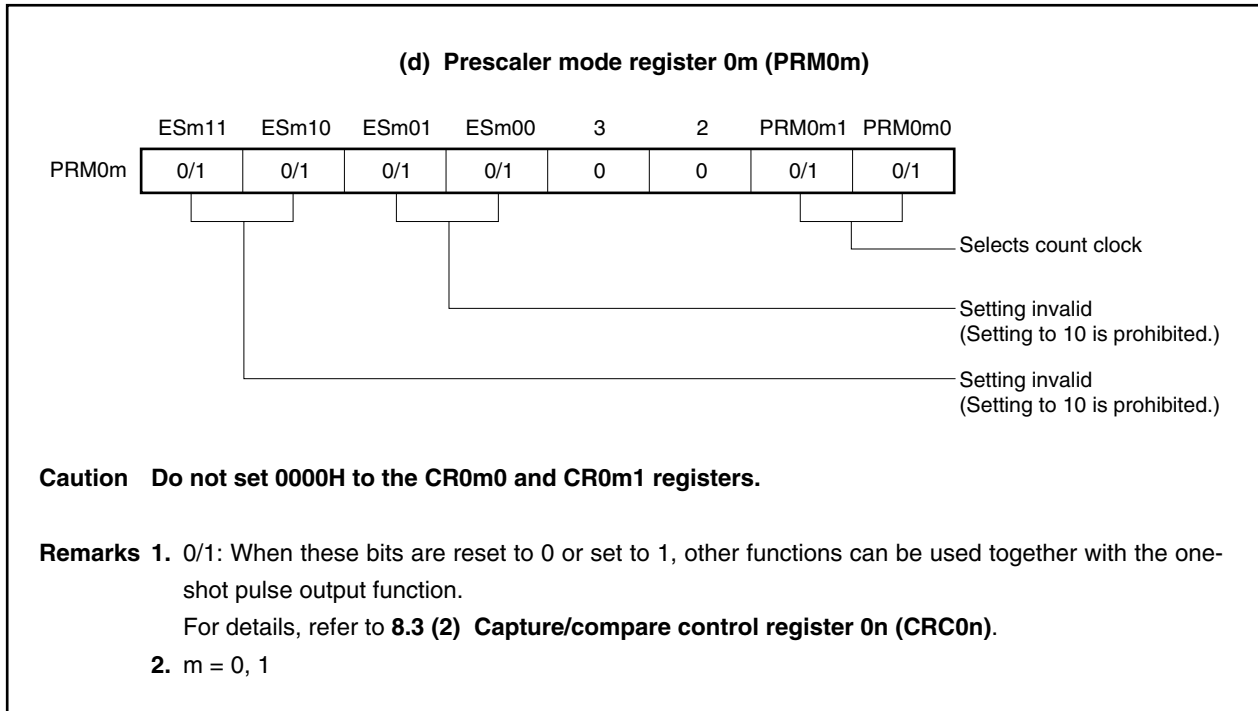 (d) Prescaler mode register 0m (PRM0m)
ESm11 ESm10 ESm01 ESm00 3 2 PRM0m1 PRM0m0
PRM0m 0/1 0/1 0/1 0/1 0 0 0/1 0/1
Selects count clock
Setting invalid
(Setting to 10 is prohibited.)
Setting invalid
(Setting to 10 is prohibited.)
Caution Do not set 0000H to the CR0m0 and CR0m1 registers.
Remarks 1. 0/1: When these bits are reset to 0 or set to 1, other functions can be used together with the one-
shot pulse output function.
For details, refer to 8.3 (2) Capture/compare control register 0n (CRC0n).
2. m = 0, 1